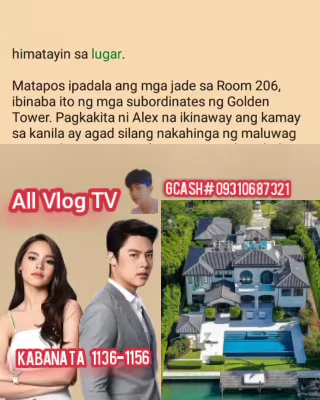 himatayin sa lugar.
Matapos ipadala ang mga jade sa Room 206,
ibinaba ito ng mga subordinates ng Golden
Tower. Pagkakita ni Alex na ikinaway ang kamay
sa kanila ay agad silang nakahinga ng maluwag
All Vlog TV
GCASH# 09310687321
KABANATA 1136-1156